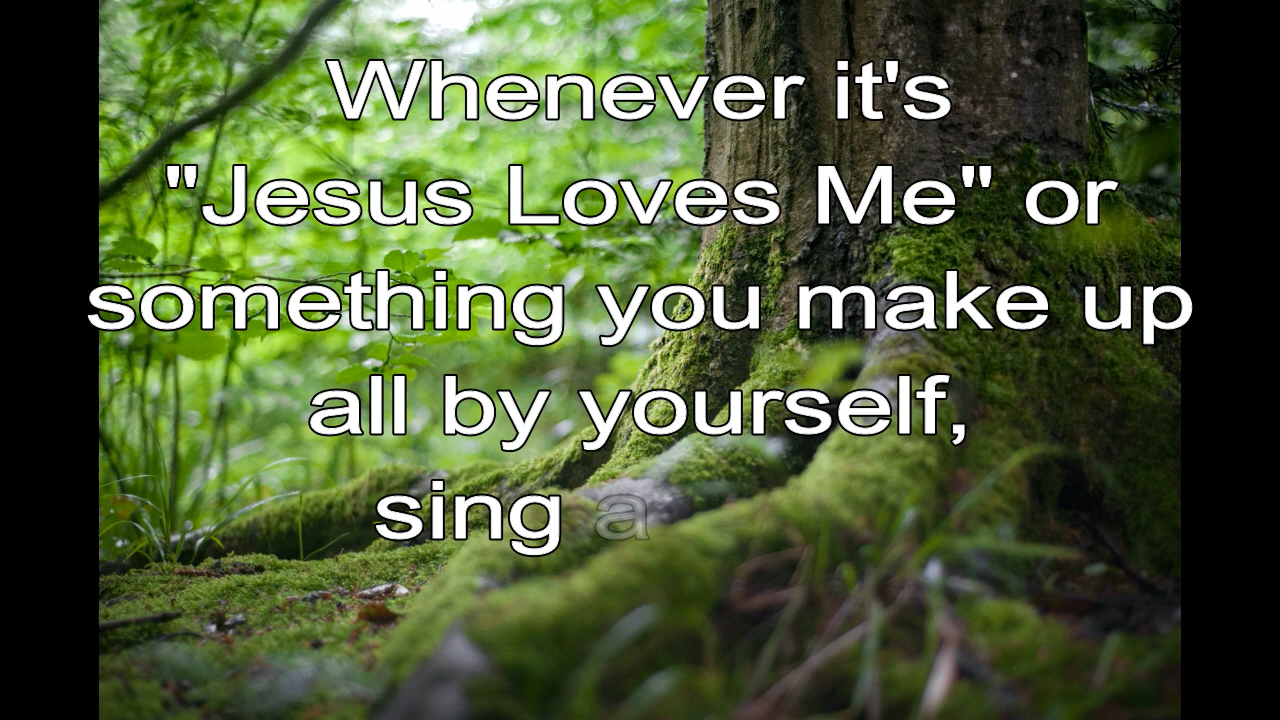 Whenever it's
"Jesus Loves Me" or
something you make up
all by yourself,
sing a